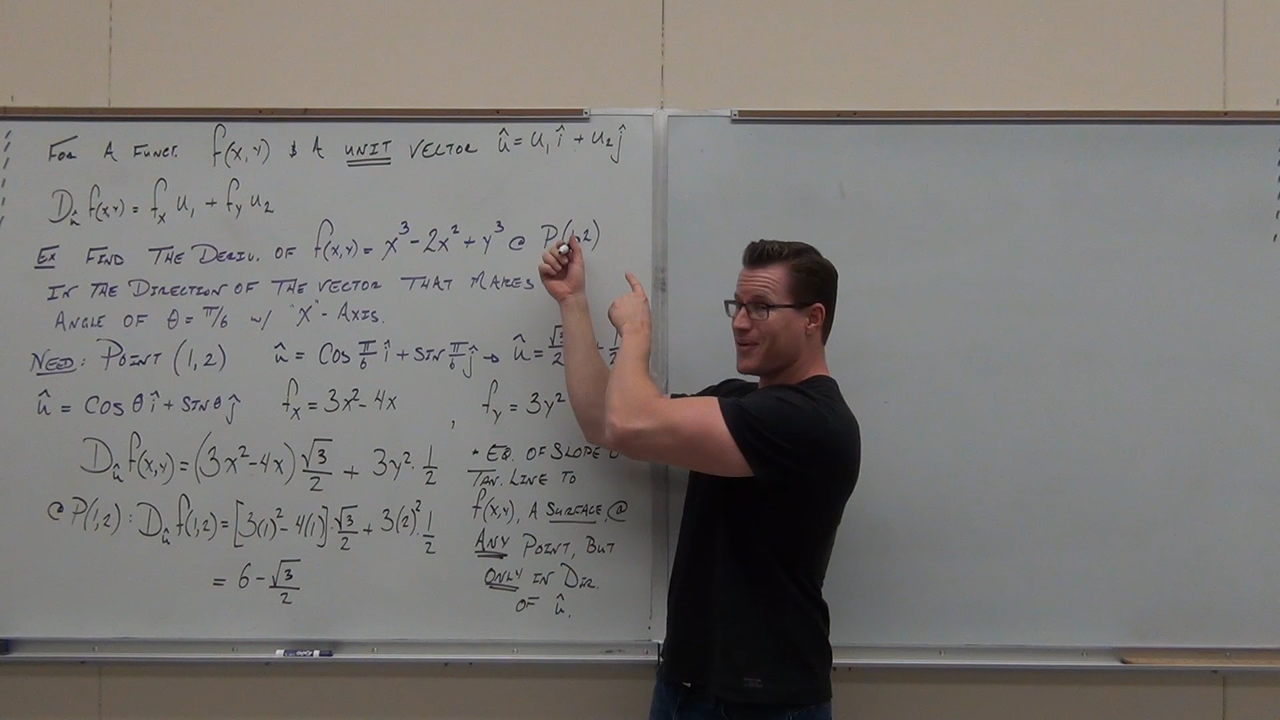 FOR A FUNCT. f(x,y) & A UNIT VECTOR û = u₁î + u₂ĵ
D_û f(x,y) = f_x u₁ + f_y u₂
EX FIND THE DERIV. OF f(x,y) = x³ - 2x² + y³ @ P(1,2)
IN THE DIRECTION OF THE VECTOR THAT MAKES
ANGLE OF θ = π/6 w/ "X"-AXIS.
NEED: POINT (1,2) û = cos π/6 î + sin π/6 ĵ → û = √3/2
û = cos θ î + sin θ ĵ f_x = 3x² - 4x , f_y = 3y²
D_û f(x,y) = (3x² - 4x) √3/2 + 3y² · 1/2
@ P(1,2) : D_û f(1,2) = [3(1)² - 4(1)] · √3/2 + 3(2)² · 1/2
= 6 - √3/2
* EQ. OF SLOPE
TAN. LINE TO
f(x,y), A SURFACE, @
ANY POINT, BUT
ONLY IN DIR.
OF û.